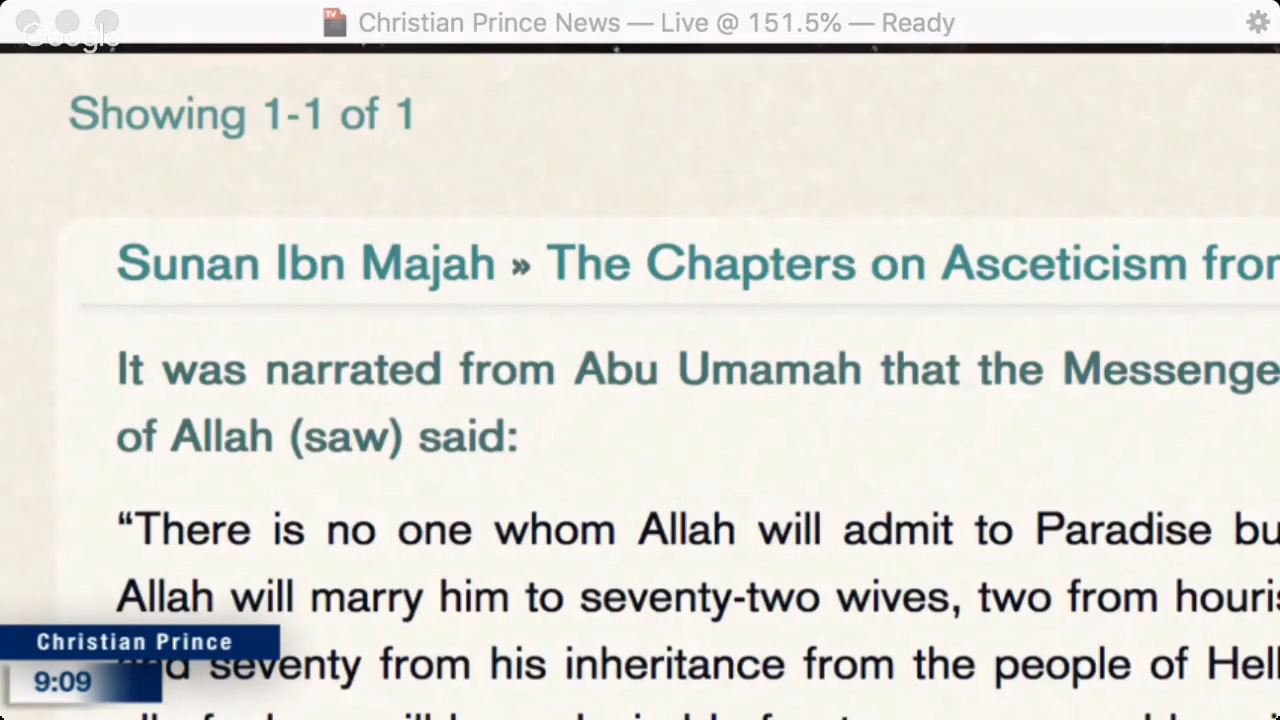 Christian Prince News — Live @ 151.5% — Ready
Google
Showing 1-1 of 1
Sunan Ibn Majah » The Chapters on Asceticism from
It was narrated from Abu Umamah that the Messenge
of Allah (saw) said:
“There is no one whom Allah will admit to Paradise bu
Allah will marry him to seventy-two wives, two from houris
and seventy from his inheritance from the people of Hell
Christian Prince
9:09